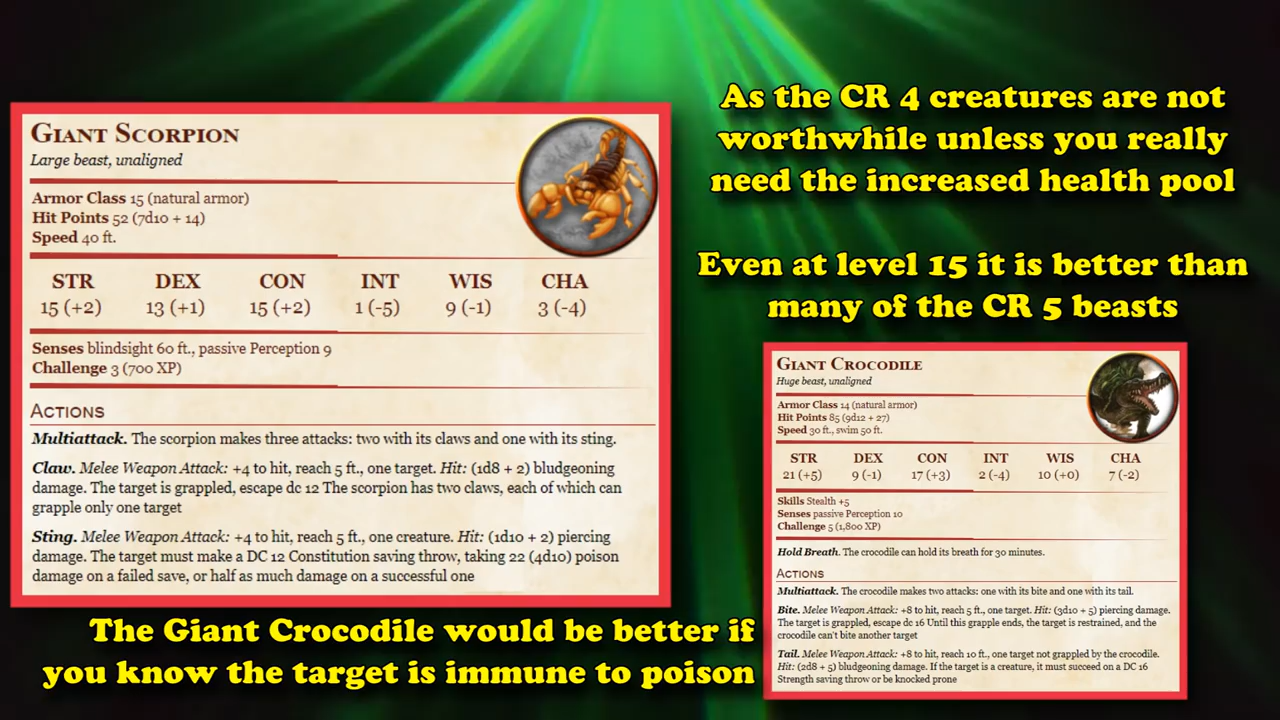 GIANT SCORPION
Large beast, unaligned
Armor Class 15 (natural armor)
Hit Points 52 (7d10 + 14)
Speed 40 ft.
STR DEX CON INT WIS CHA
15 (+2) 13 (+1) 15 (+2) 1 (-5) 9 (-1) 3 (-4)
Senses blindsight 60 ft., passive Perception 9
Challenge 3 (700 XP)
ACTIONS
Multiattack. The scorpion makes three attacks: two with its claws and one with its sting.
Claw. Melee Weapon Attack: +4 to hit, reach 5 ft., one target. Hit: (1d8 + 2) bludgeoning
damage. The target is grappled, escape dc 12 The scorpion has two claws, each of which can
grapple only one target
Sting. Melee Weapon Attack: +4 to hit, reach 5 ft., one creature. Hit: (1d10 + 2) piercing
damage. The target must make a DC 12 Constitution saving throw, taking 22 (4d10) poison
damage on a failed save, or half as much damage on a successful one
As the CR 4 creatures are not
worthwhile unless you really
need the increased health pool
Even at level 15 it is better than
many of the CR 5 beasts
GIANT CROCODILE
Huge beast, unaligned
Armor Class 14 (natural armor)
Hit Points 85 (9d12 + 27)
Speed 30 ft., swim 50 ft.
STR DEX CON INT WIS CHA
21 (+5) 9 (-1) 17 (+3) 2 (-4) 10 (+0) 7 (-2)
Skills Stealth +5
Senses passive Perception 10
Challenge 5 (1,800 XP)
Hold Breath. The crocodile can hold its breath for 30 minutes.
ACTIONS
Multiattack. The crocodile makes two attacks: one with its bite and one with its tail.
Bite. Melee Weapon Attack: +8 to hit, reach 5 ft., one target. Hit: (3d10 + 5) piercing damage.
The target is grappled, escape dc 16 Until this grapple ends, the target is restrained, and the
crocodile can't bite another target
Tail. Melee Weapon Attack: +8 to hit, reach 10 ft., one target not grappled by the crocodile.
Hit: (2d8 + 5) bludgeoning damage. If the target is a creature, it must succeed on a DC 16
Strength saving throw or be knocked prone
The Giant Crocodile would be better if
you know the target is immune to poison